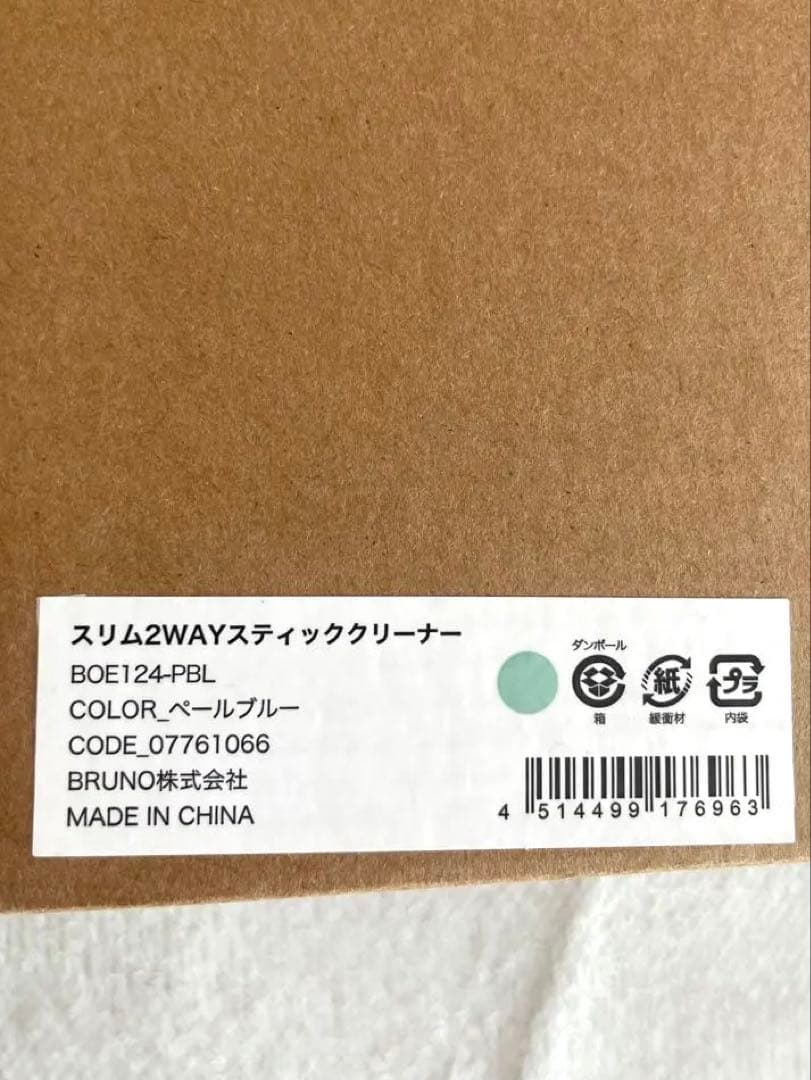 スリム2WAYスティッククリーナー
BOE124-PBL
COLOR_ペールブルー
CODE_07761066
BRUNO株式会社
MADE IN CHINA
ダンボール
箱
紙
緩衝材
プラ
内袋
4 514499 176963